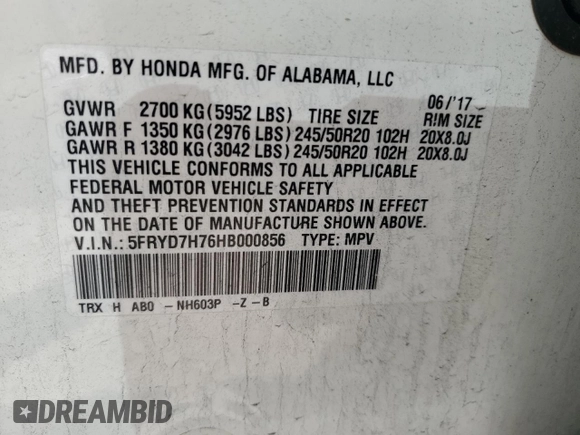 MFD. BY HONDA MFG. OF ALABAMA, LLC
06/'17
GVWR 2700 KG(5952 LBS) TIRE SIZE RIM SIZE
GAWR F 1350 KG(2976 LBS)245/50R20 102H 20X8.0J
GAWR R 1380 KG(3042 LBS)245/50R20 102H 20X8.0J
THIS VEHICLE CONFORMS TO ALL APPLICABLE
FEDERAL MOTOR VEHICLE SAFETY
AND THEFT PREVENTION STANDARDS IN EFFECT
ON THE DATE OF MANUFACTURE SHOWN ABOVE.
V.I.N.: 5FRYD7H76HB000856 TYPE: MPV
TRX H AB0 -NH603P -Z-B
DREAMBID